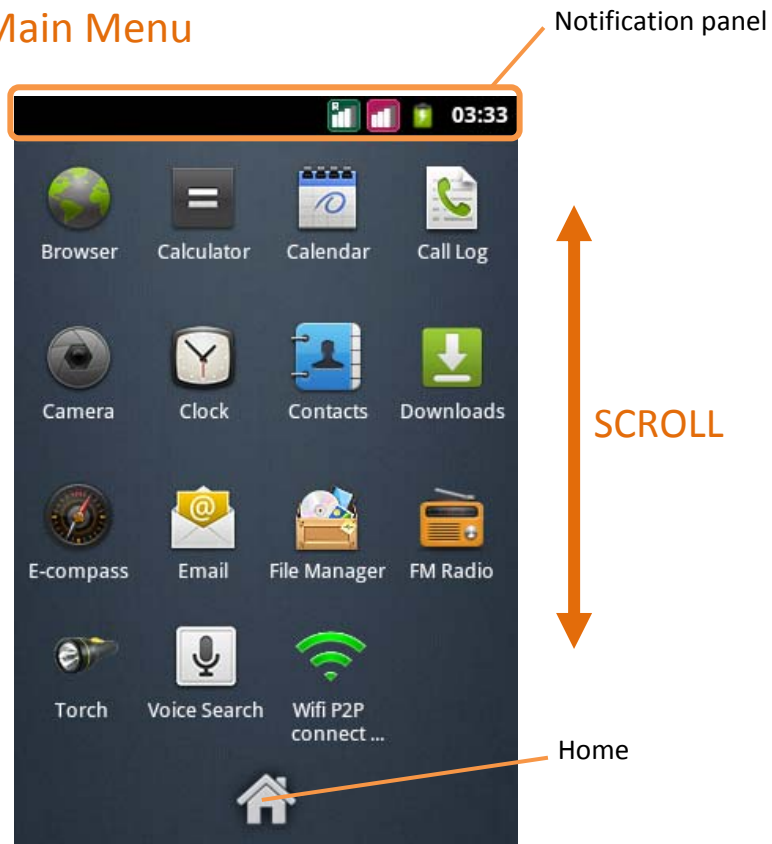 Main Menu
Notification panel
R
03:33
Browser Calculator Calendar Call Log
Camera Clock Contacts Downloads
SCROLL
E-compass Email File Manager FM Radio
Torch Voice Search Wifi P2P
connect ...
Home